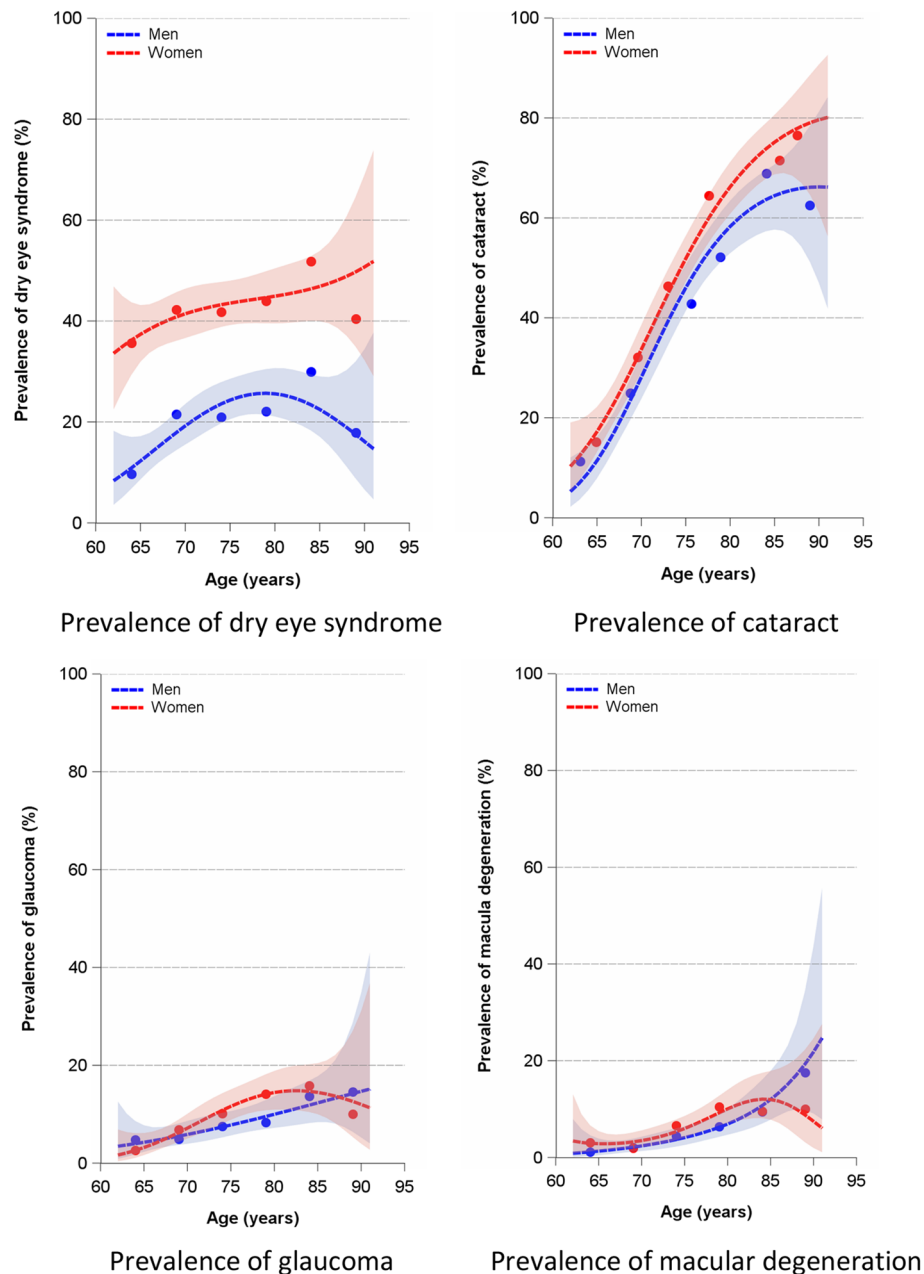 Men
Women
Prevalence of dry eye syndrome (%)
100
80
60
40
20
0
60 65 70 75 80 85 90 95
Age (years)
Prevalence of dry eye syndrome
Men
Women
Prevalence of cataract (%)
100
80
60
40
20
0
60 65 70 75 80 85 90 95
Age (years)
Prevalence of cataract
Men
Women
Prevalence of glaucoma (%)
100
80
60
40
20
0
60 65 70 75 80 85 90 95
Age (years)
Prevalence of glaucoma
Men
Women
Prevalence of macula degeneration (%)
100
80
60
40
20
0
60 65 70 75 80 85 90 95
Age (years)
Prevalence of macular degeneration